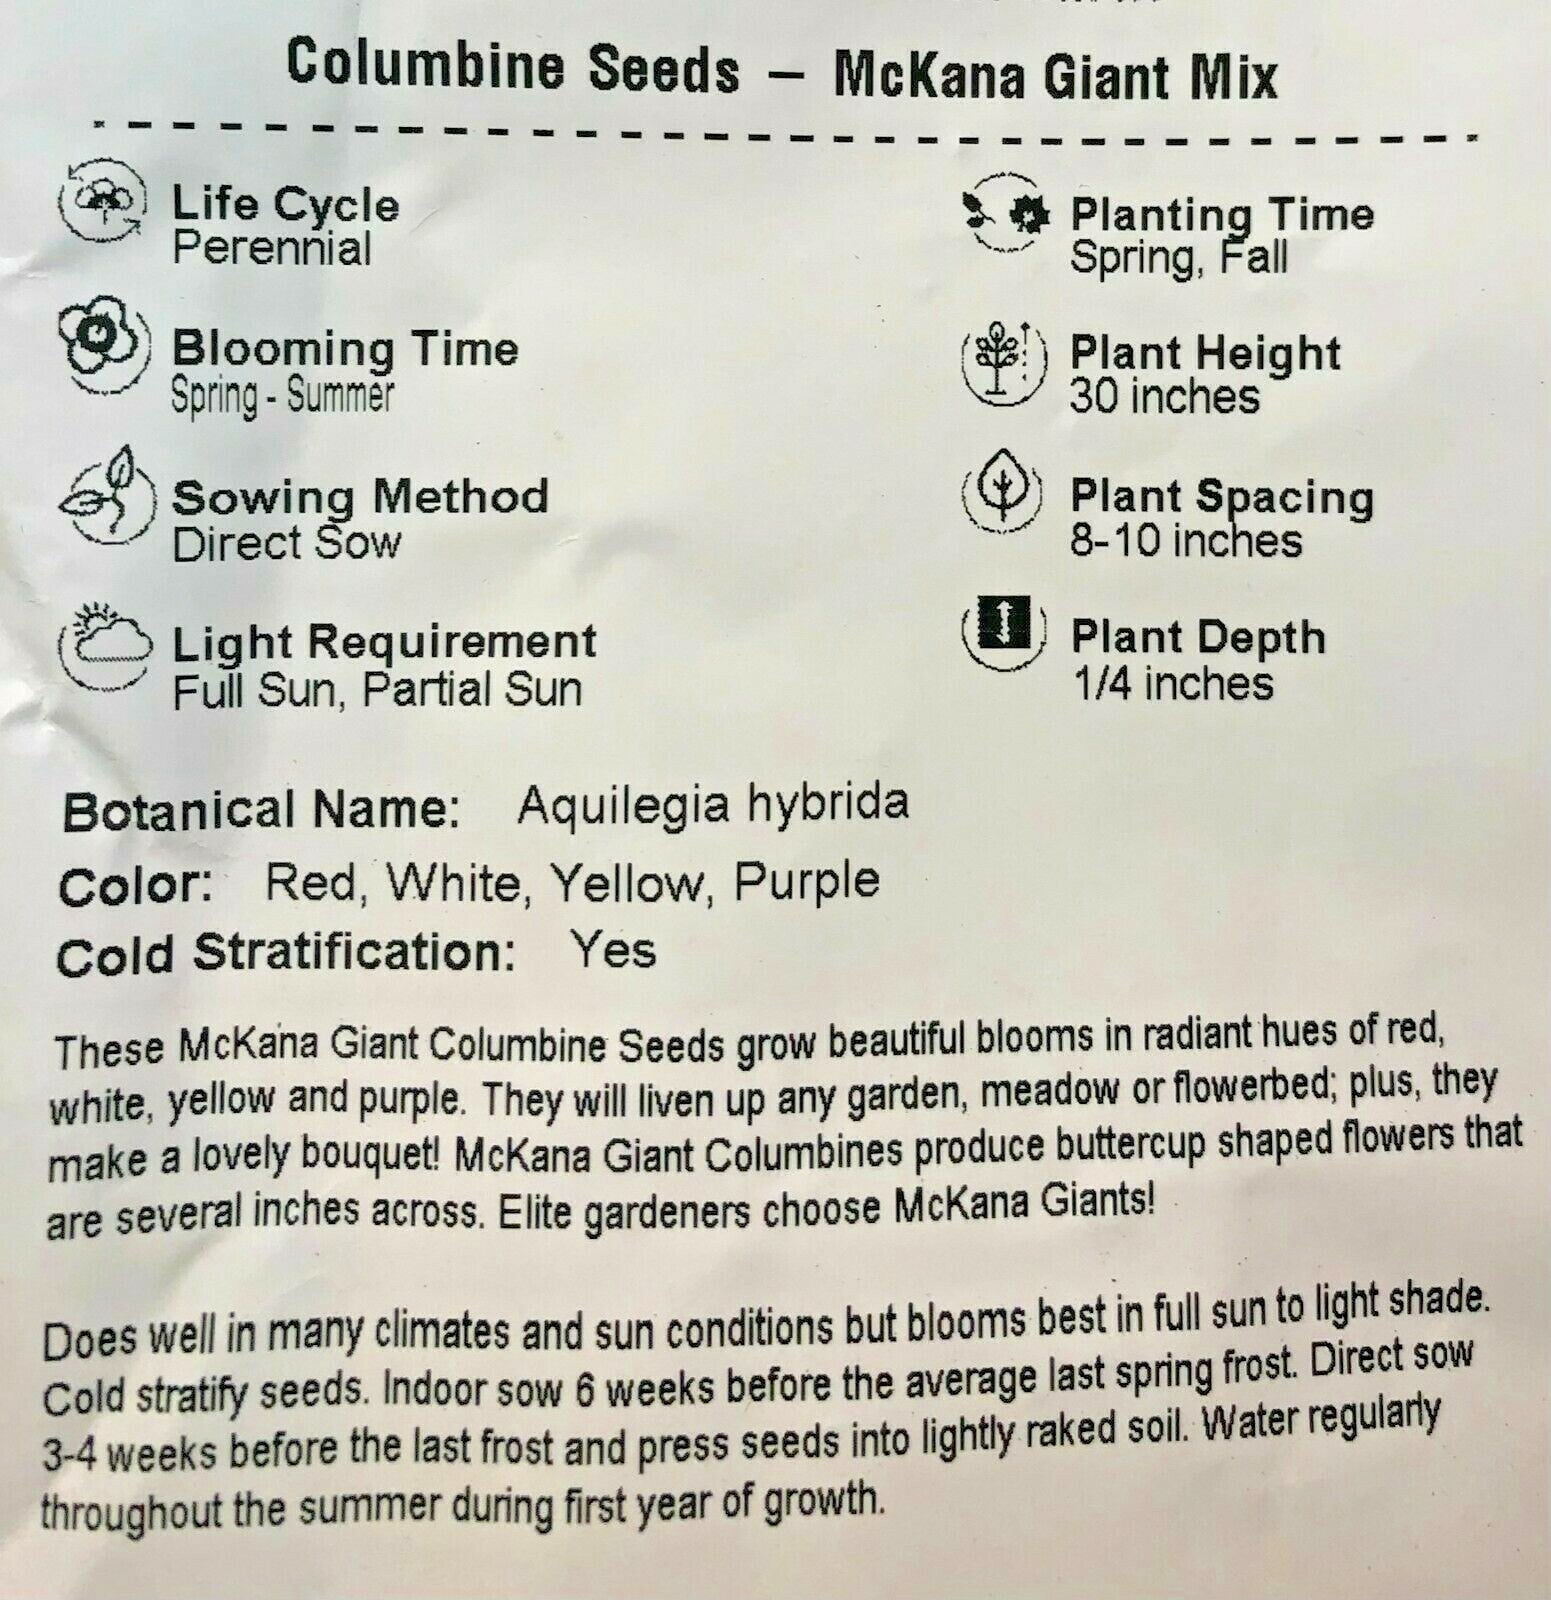 Columbine Seeds – McKana Giant Mix
Life Cycle
Perennial
Planting Time
Spring, Fall
Blooming Time
Spring - Summer
Plant Height
30 inches
Sowing Method
Direct Sow
Plant Spacing
8-10 inches
Light Requirement
Full Sun, Partial Sun
Plant Depth
1/4 inches
Botanical Name: Aquilegia hybrida
Color: Red, White, Yellow, Purple
Cold Stratification: Yes
These McKana Giant Columbine Seeds grow beautiful blooms in radiant hues of red,
white, yellow and purple. They will liven up any garden, meadow or flowerbed; plus, they
make a lovely bouquet! McKana Giant Columbines produce buttercup shaped flowers that
are several inches across. Elite gardeners choose McKana Giants!
Does well in many climates and sun conditions but blooms best in full sun to light shade.
Cold stratify seeds. Indoor sow 6 weeks before the average last spring frost. Direct sow
3-4 weeks before the last frost and press seeds into lightly raked soil. Water regularly
throughout the summer during first year of growth.